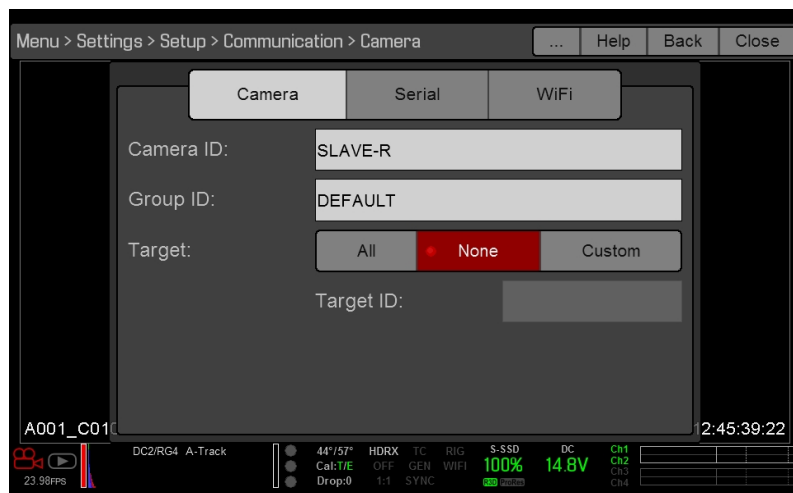 Menu > Settings > Setup > Communication > Camera ... Help Back Close
Camera Serial WiFi
Camera ID: SLAVE-R
Group ID: DEFAULT
Target: All None Custom
Target ID:
A001_C01 12:45:39:22
DC2/RG4 A-Track 44°/57° HDRX TC RIG S-SSD DC Ch1
Cal:T/E OFF GEN WIFI 100% 14.8V Ch2
23.98FPS Drop:0 1:1 SYNC R3D ProRes Ch3
Ch4